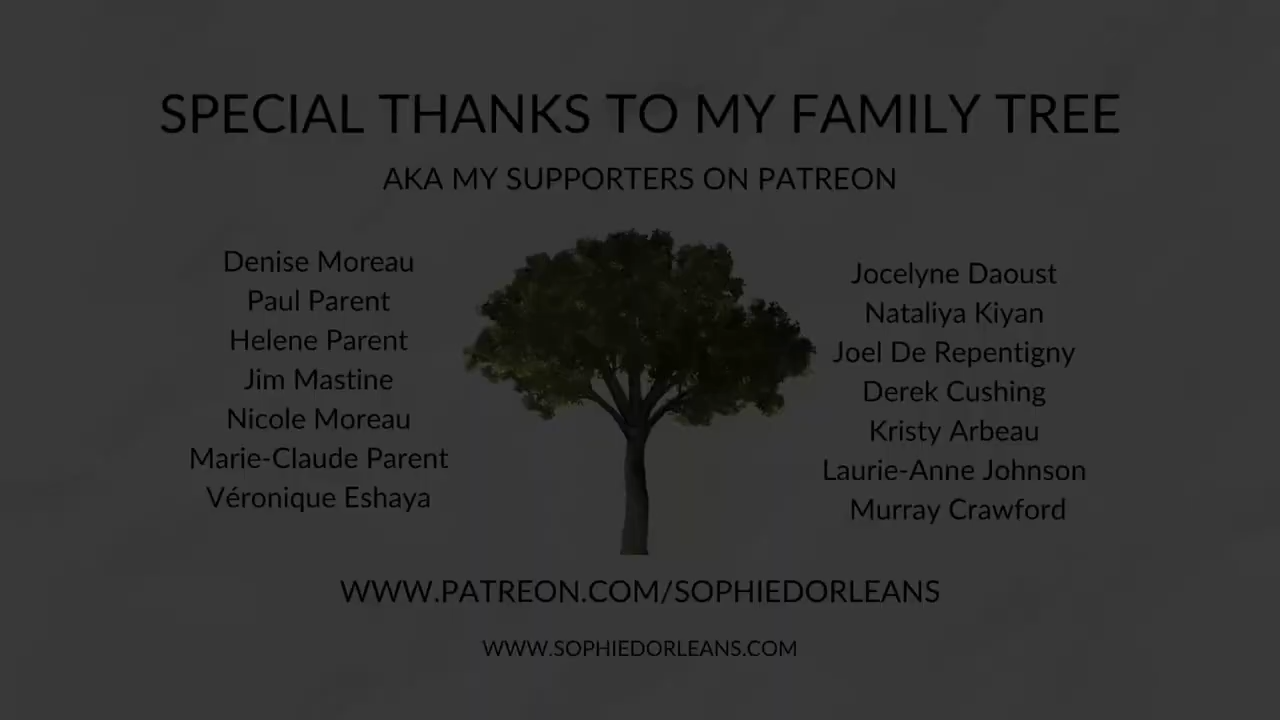 SPECIAL THANKS TO MY FAMILY TREE
AKA MY SUPPORTERS ON PATREON
Denise Moreau
Paul Parent
Helene Parent
Jim Mastine
Nicole Moreau
Marie-Claude Parent
Véronique Eshaya
Jocelyne Daoust
Nataliya Kiyan
Joel De Repentigny
Derek Cushing
Kristy Arbeau
Laurie-Anne Johnson
Murray Crawford
WWW.PATREON.COM/SOPHIEDORLEANS
WWW.SOPHIEDORLEANS.COM